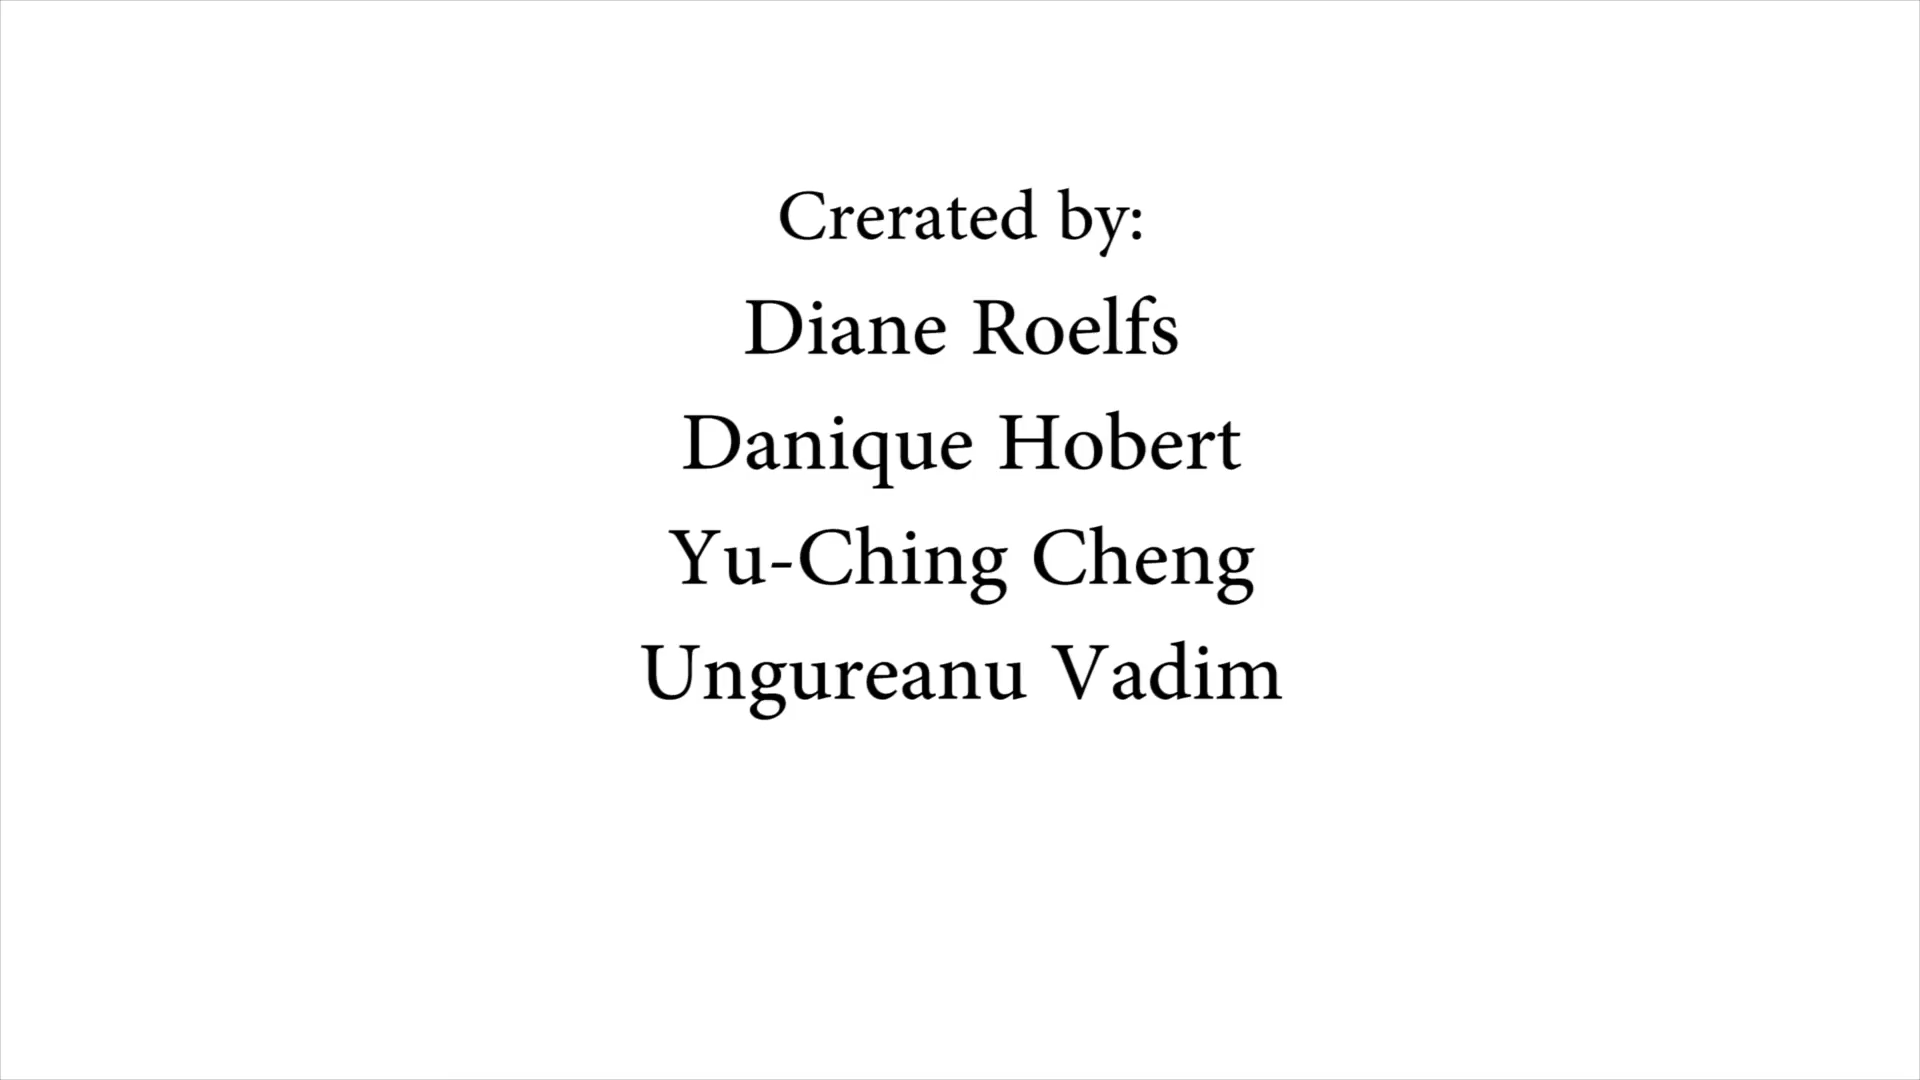 Crerated by:
Diane Roelfs
Danique Hobert
Yu-Ching Cheng
Ungureanu Vadim